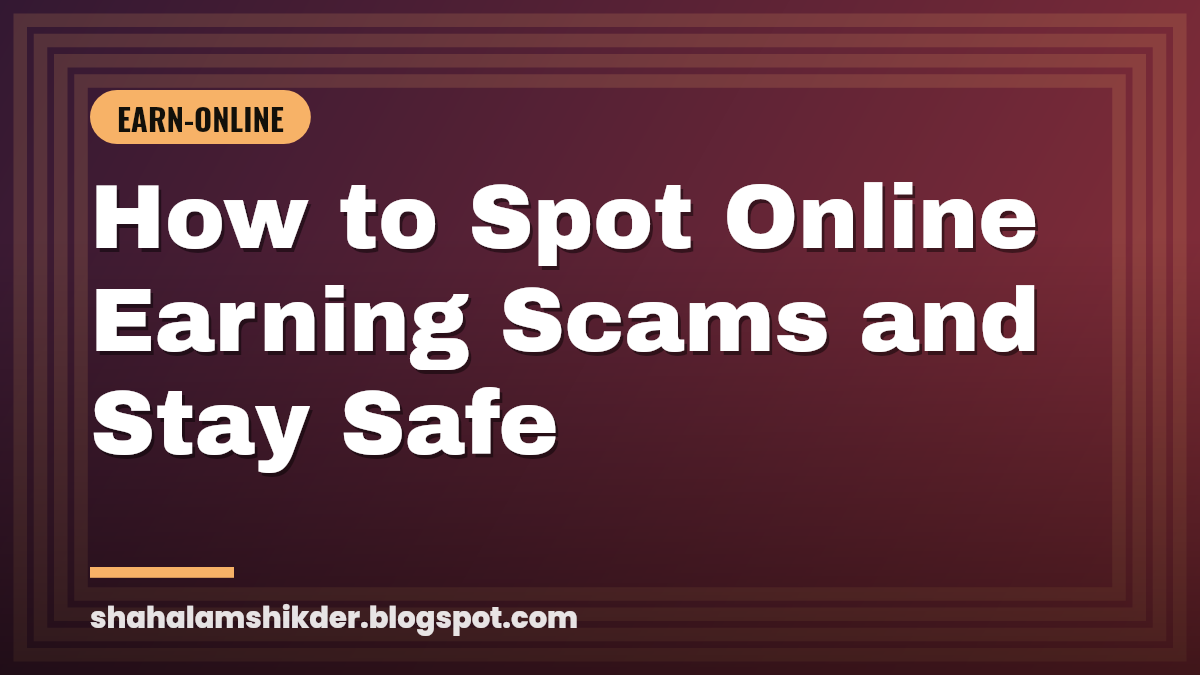 EARN-ONLINE
How to Spot Online
Earning Scams and
Stay Safe
shahalamshikder.blogspot.com